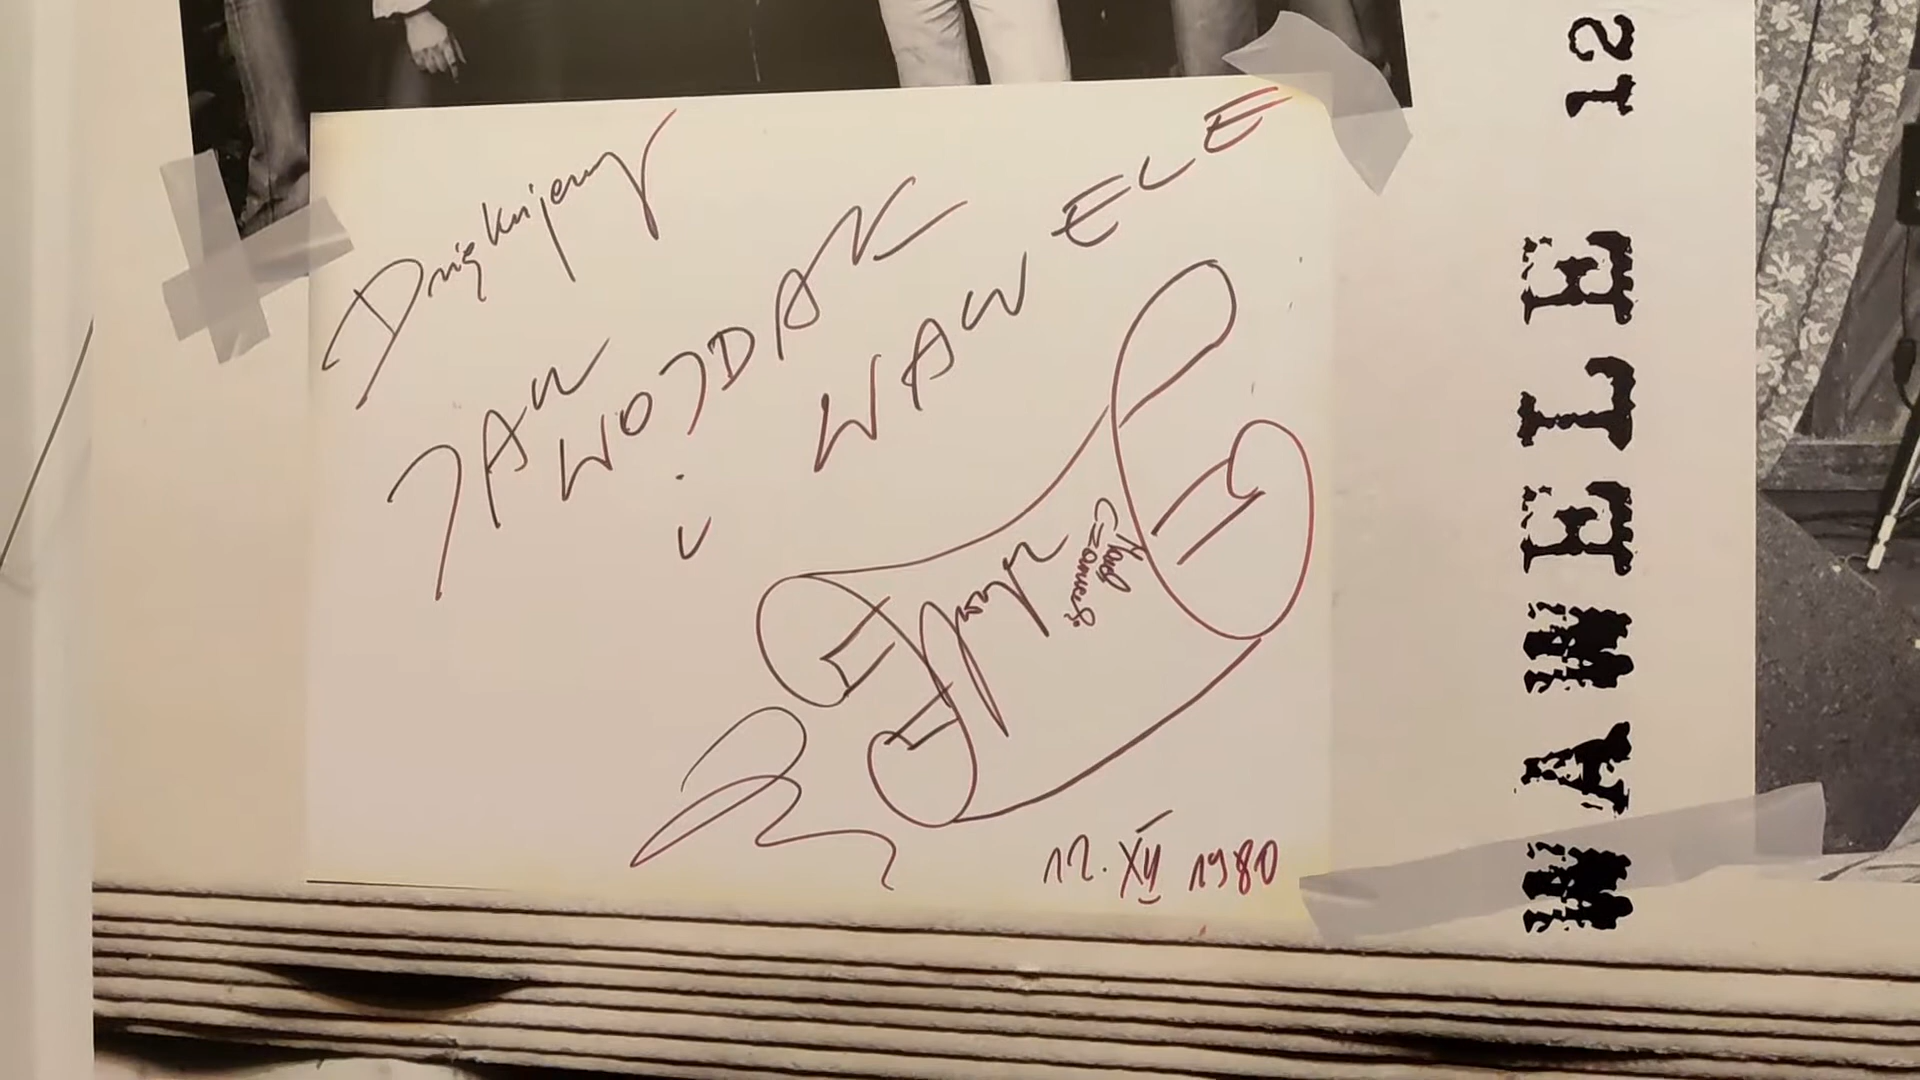 Dziękujemy
JAN
WOJDAK
i
WAWELE
12. XII 1980
WAWELE 12